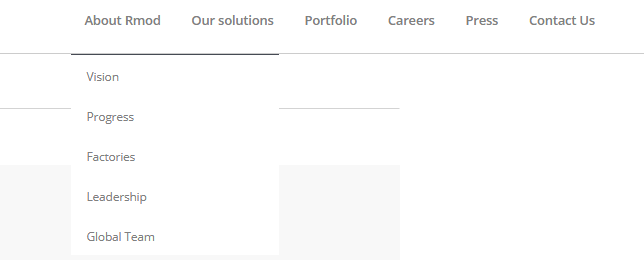 About Rmod Our solutions Portfolio Careers Press Contact Us
Vision
Progress
Factories
Leadership
Global Team